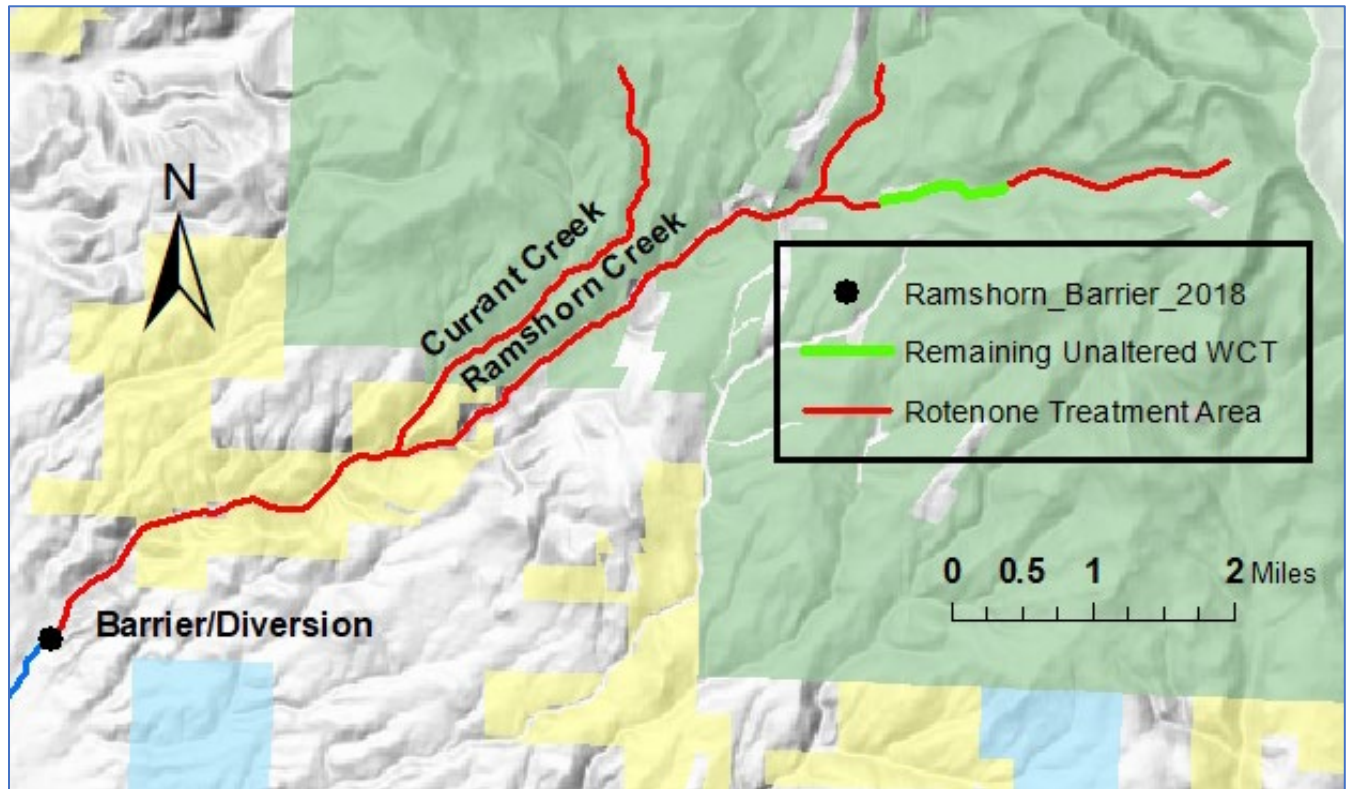 N
Currant Creek
Ramshorn Creek
Ramshorn_Barrier_2018
Remaining Unaltered WCT
Rotenone Treatment Area
0 0.5 1 2 Miles
Barrier/Diversion